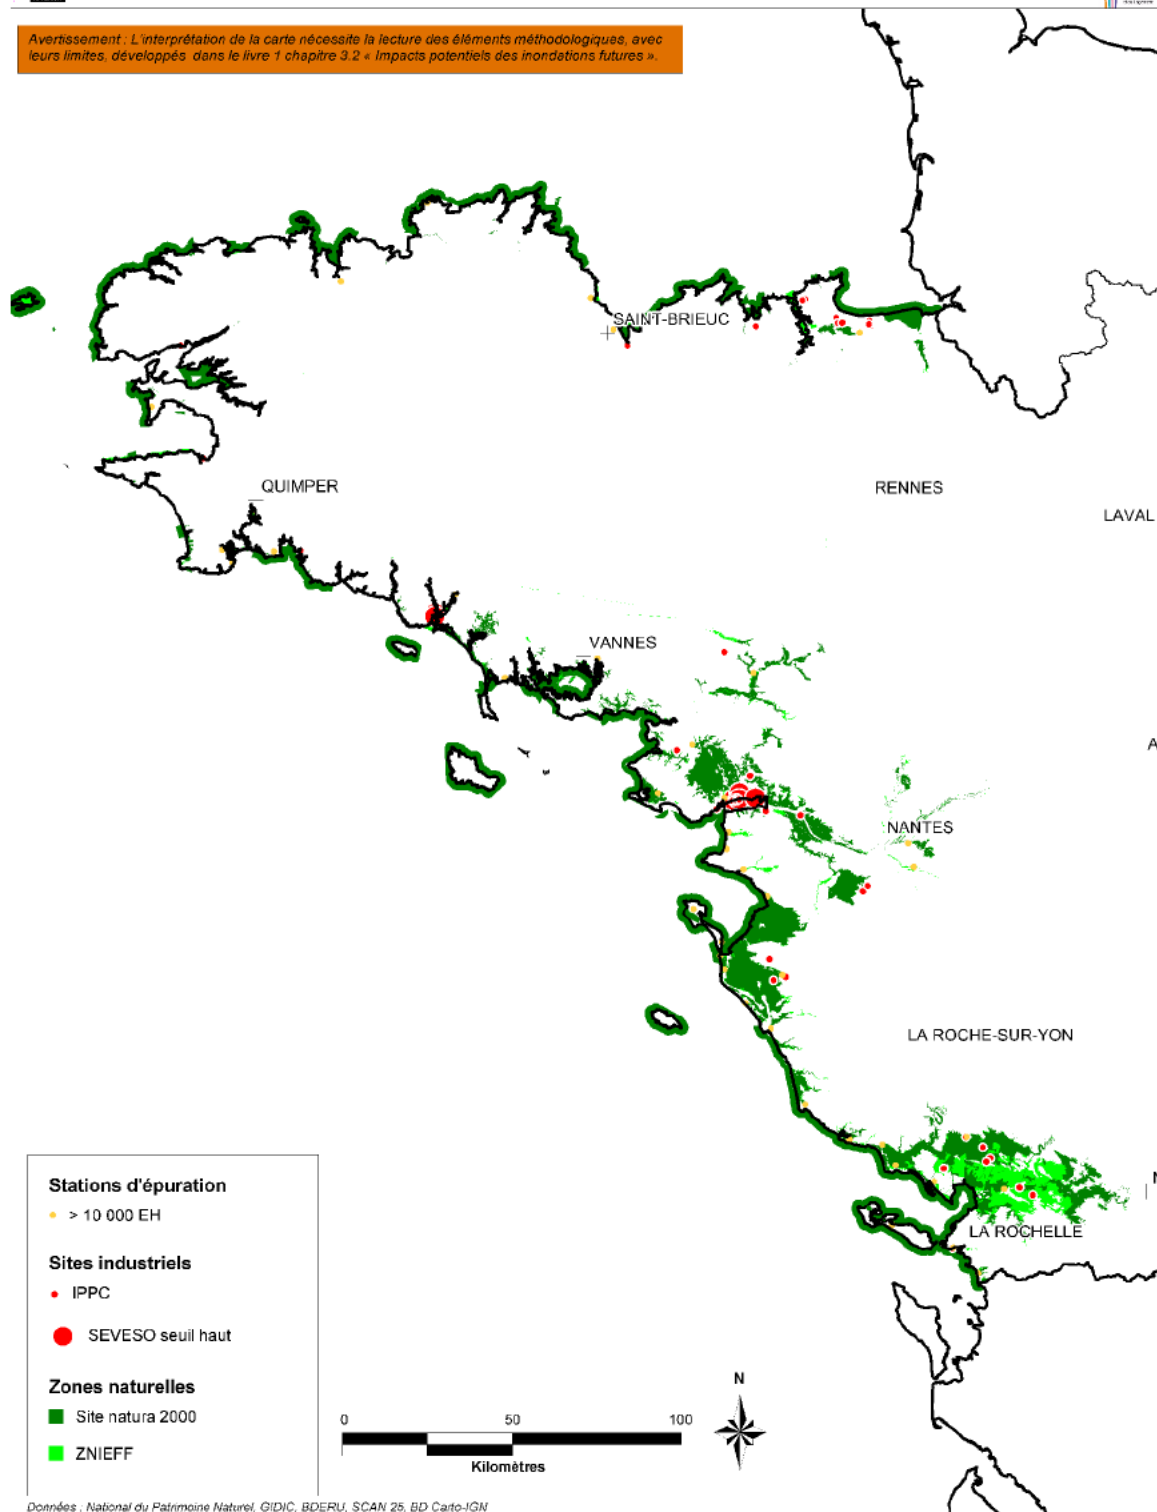 Avertissement : L'interprétation de la carte nécessite la lecture des éléments méthodologiques, avec
leurs limites, développés dans le livre 1 chapitre 3.2 « Impacts potentiels des inondations futures ».
SAINT-BRIEUC
QUIMPER
RENNES
LAVAL
VANNES
NANTES
LA ROCHE-SUR-YON
LA ROCHELLE
Stations d'épuration
> 10 000 EH
Sites industriels
IPPC
SEVESO seuil haut
Zones naturelles
Site natura 2000
ZNIEFF
0 50 100
Kilomètres
N
Données : National du Patrimoine Naturel, GIDIC, BDERU, SCAN 25, BD Carto-IGN